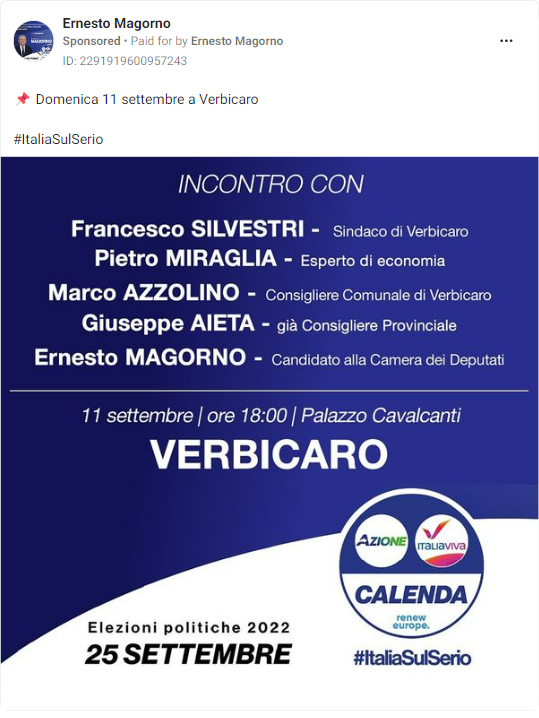 Ernesto Magorno
Sponsored • Paid for by Ernesto Magorno
ID: 2291919600957243
📌 Domenica 11 settembre a Verbicaro
#ItaliaSulSerio
INCONTRO CON
Francesco SILVESTRI - Sindaco di Verbicaro
Pietro MIRAGLIA - Esperto di economia
Marco AZZOLINO - Consigliere Comunale di Verbicaro
Giuseppe AIETA - già Consigliere Provinciale
Ernesto MAGORNO - Candidato alla Camera dei Deputati
11 settembre | ore 18:00 | Palazzo Cavalcanti
VERBICARO
AZIONE
ITALIAVIVA
CALENDA
renew
europe.
Elezioni politiche 2022
25 SETTEMBRE
#ItaliaSulSerio